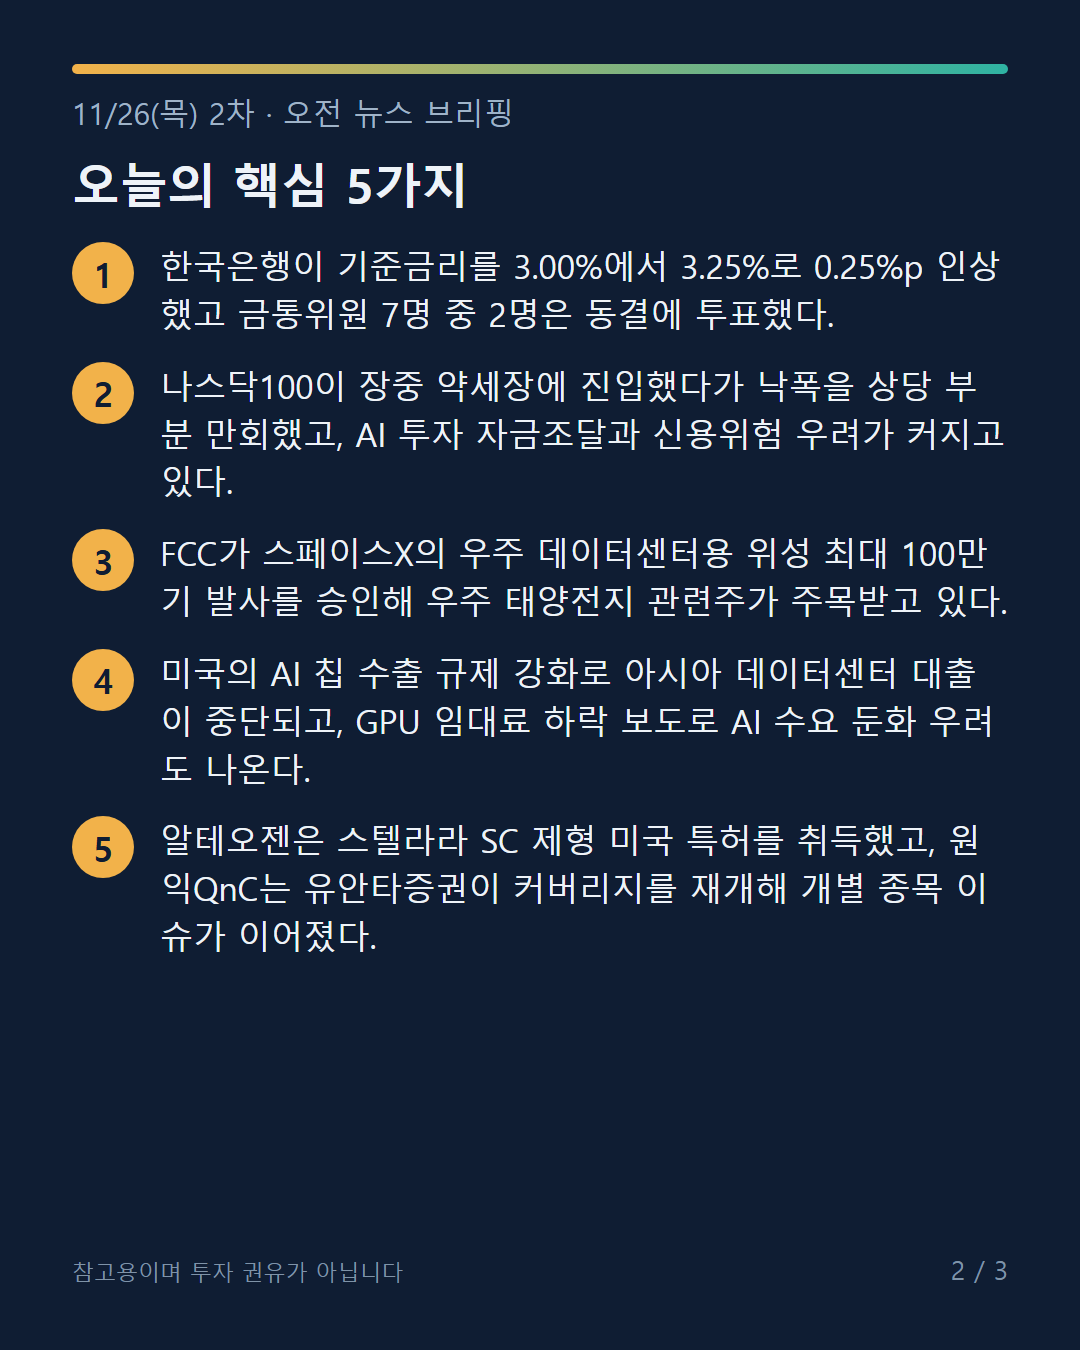 11/26(목) 2차 · 오전 뉴스 브리핑
오늘의 핵심 5가지
1
한국은행이 기준금리를 3.00%에서 3.25%로 0.25%p 인상
했고 금통위원 7명 중 2명은 동결에 투표했다.
2
나스닥100이 장중 약세장에 진입했다가 낙폭을 상당 부
분 만회했고, AI 투자 자금조달과 신용위험 우려가 커지고
있다.
3
FCC가 스페이스X의 우주 데이터센터용 위성 최대 100만
기 발사를 승인해 우주 태양전지 관련주가 주목받고 있다.
4
미국의 AI 칩 수출 규제 강화로 아시아 데이터센터 대출
이 중단되고, GPU 임대료 하락 보도로 AI 수요 둔화 우려
도 나온다.
5
알테오젠은 스텔라라 SC 제형 미국 특허를 취득했고, 원
익QnC는 유안타증권이 커버리지를 재개해 개별 종목 이
슈가 이어졌다.
참고용이며 투자 권유가 아닙니다
2 / 3